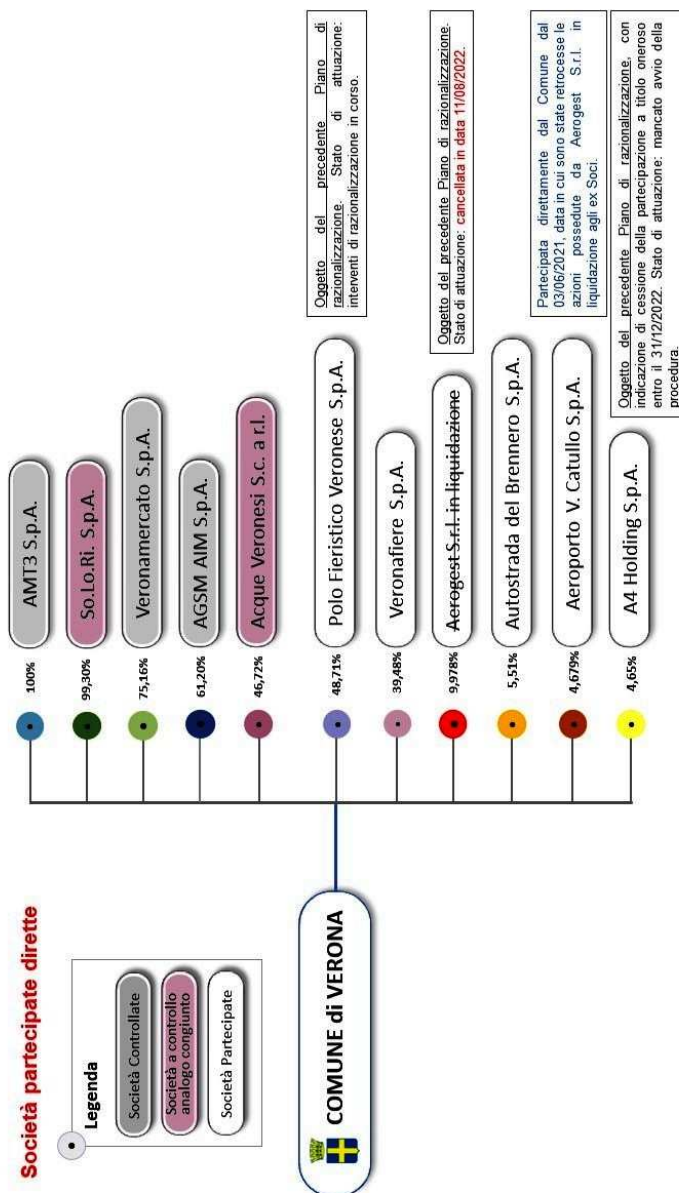 Società partecipate dirette
Legenda
Società Controllate
Società a controllo
analogo congiunto
Società Partecipate
COMUNE di VERONA
100%
AMT3 S.p.A.
99,30%
So.Lo.Ri. S.p.A.
75,16%
Veronamercato S.p.A.
61,20%
AGSM AIM S.p.A.
46,72%
Acque Veronesi S.c. a r.l.
48,71%
Polo Fieristico Veronese S.p.A.
Oggetto del precedente Piano di
razionalizzazione. Stato di attuazione:
interventi di razionalizzazione in corso.
39,48%
Veronafiere S.p.A.
9,978%
Aerogest S.r.l. in liquidazione
Oggetto del precedente Piano di razionalizzazione.
Stato di attuazione: cancellata in data 11/08/2022.
5,51%
Autostrada del Brennero S.p.A.
4,679%
Aeroporto V. Catullo S.p.A.
Partecipata direttamente dal Comune dal
03/06/2021, data in cui sono state retrocesse le
azioni possedute da Aerogest S.r.l. in
liquidazione agli ex Soci.
4,65%
A4 Holding S.p.A.
Oggetto del precedente Piano di razionalizzazione, con
indicazione di cessione della partecipazione a titolo oneroso
entro il 31/12/2022. Stato di attuazione: mancato avvio della
procedura.